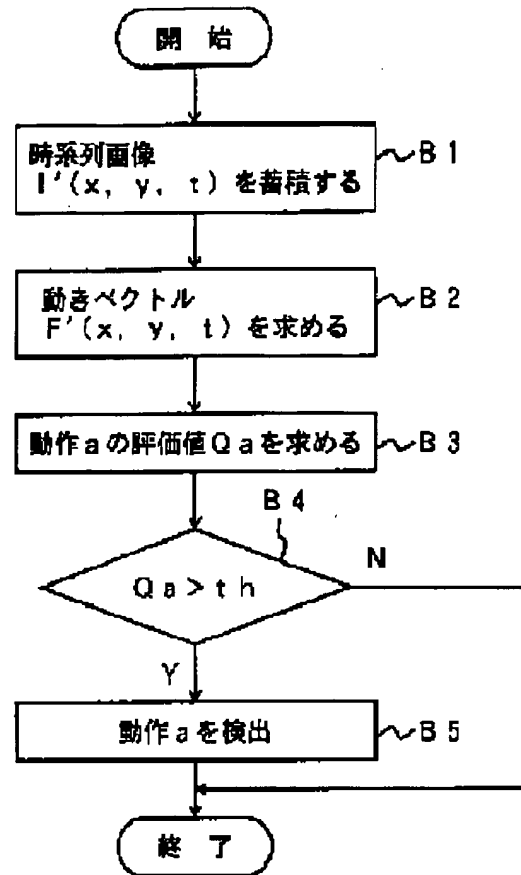 開 始
時系列画像
I'(x, y, t) を蓄積する
B1
動きベクトル
F'(x, y, t) を求める
B2
動作aの評価値Qaを求める
B3
B4
Qa>th
N
Y
動作aを検出
B5
終 了